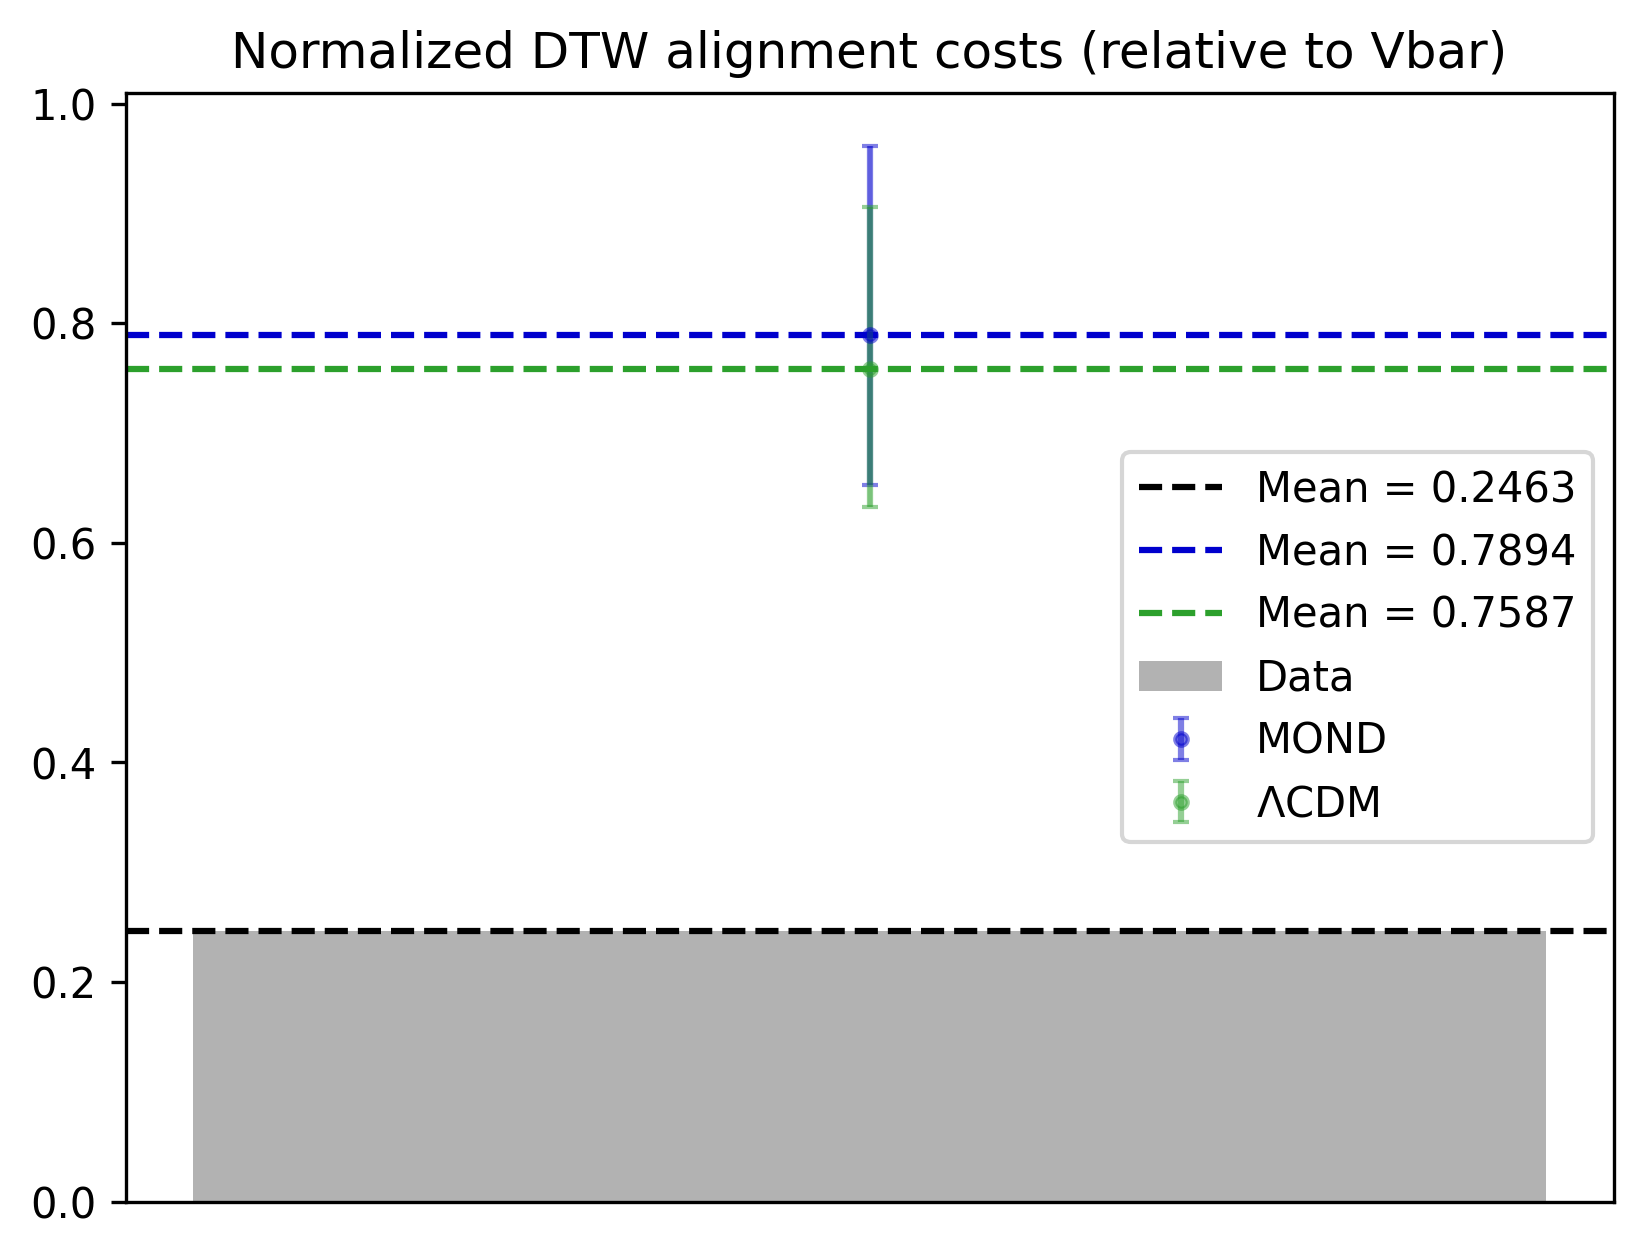 Normalized DTW alignment costs (relative to Vbar)
1.0
0.8
0.6
0.4
0.2
0.0
Mean = 0.2463
Mean = 0.7894
Mean = 0.7587
Data
MOND
ΛCDM